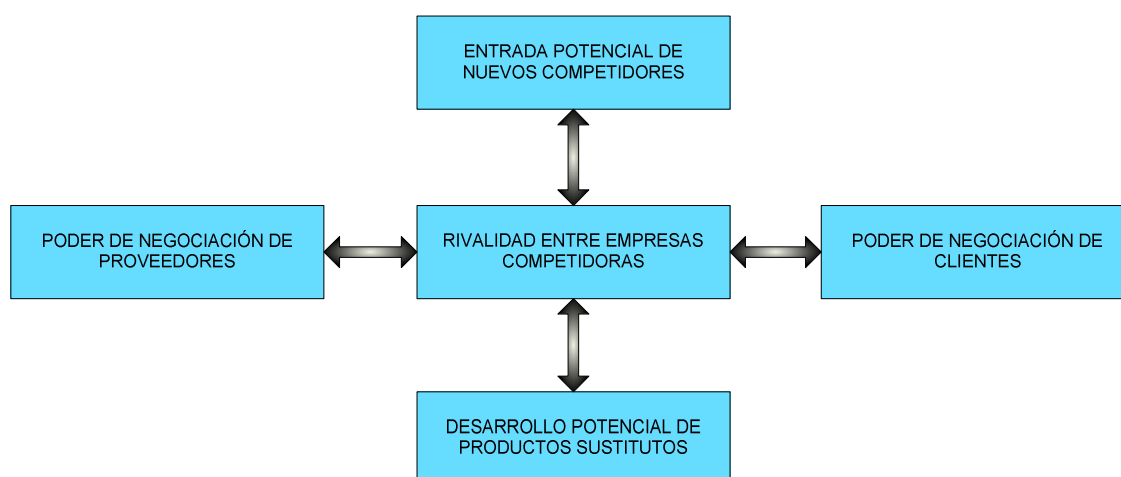 ENTRADA POTENCIAL DE
NUEVOS COMPETIDORES
PODER DE NEGOCIACIÓN DE
PROVEEDORES
RIVALIDAD ENTRE EMPRESAS
COMPETIDORAS
PODER DE NEGOCIACIÓN DE
CLIENTES
DESARROLLO POTENCIAL DE
PRODUCTOS SUSTITUTOS